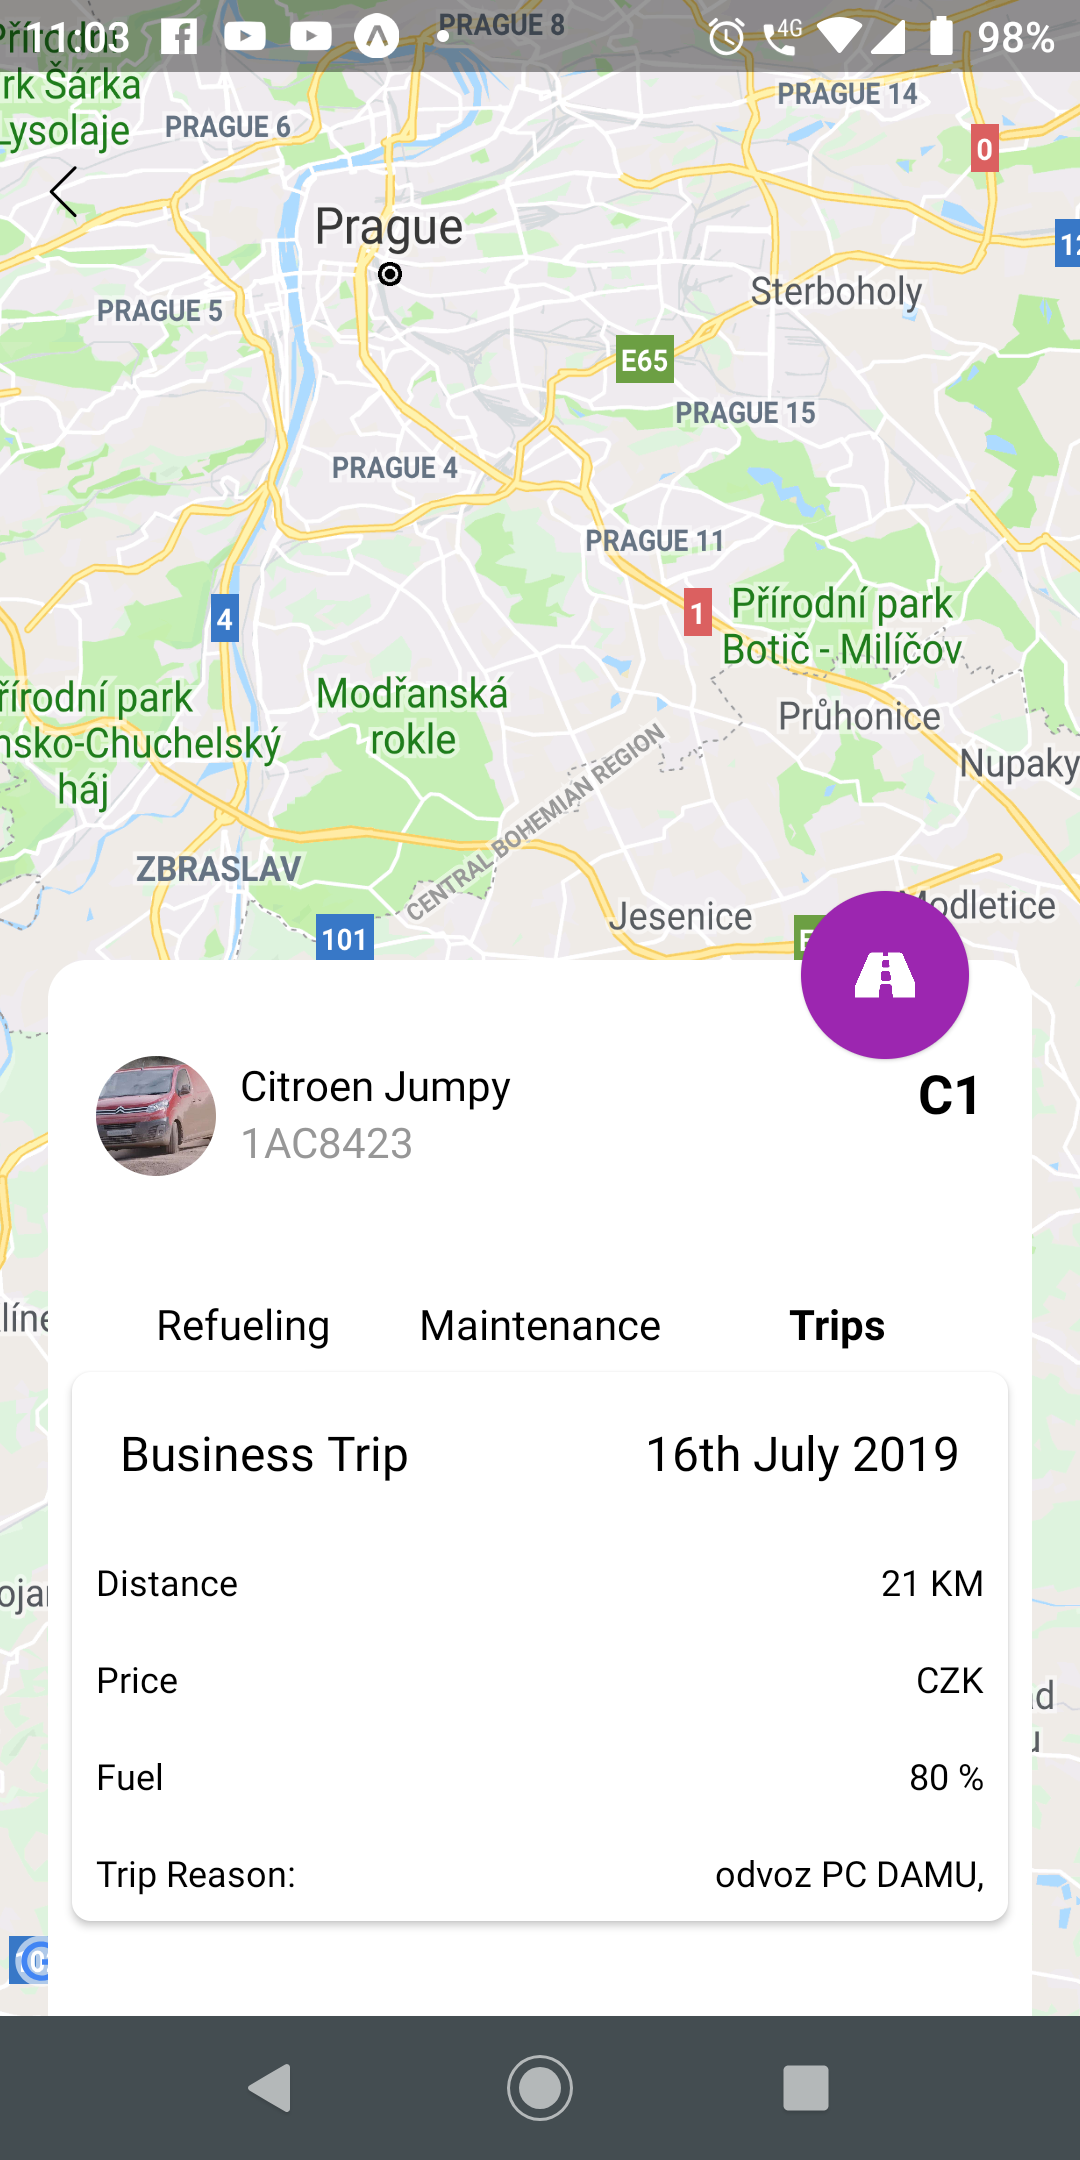 11:03
4G
98%
PRAGUE 8
rk Šárka
Lysolaje
PRAGUE 6
PRAGUE 14
0
Prague
PRAGUE 5
Sterboholy
E65
PRAGUE 15
PRAGUE 4
PRAGUE 11
4
1
Přírodní park
Botič - Milíčov
řírodní park
nsko-Chuchelský
háj
Modřanská
rokle
Průhonice
Nupaky
CENTRAL BOHEMIAN REGION
ZBRASLAV
101
Jesenice
Modletice
Citroen Jumpy
C1
1AC8423
Refueling Maintenance Trips
Business Trip 16th July 2019
Distance 21 KM
Price CZK
Fuel 80 %
Trip Reason: odvoz PC DAMU,